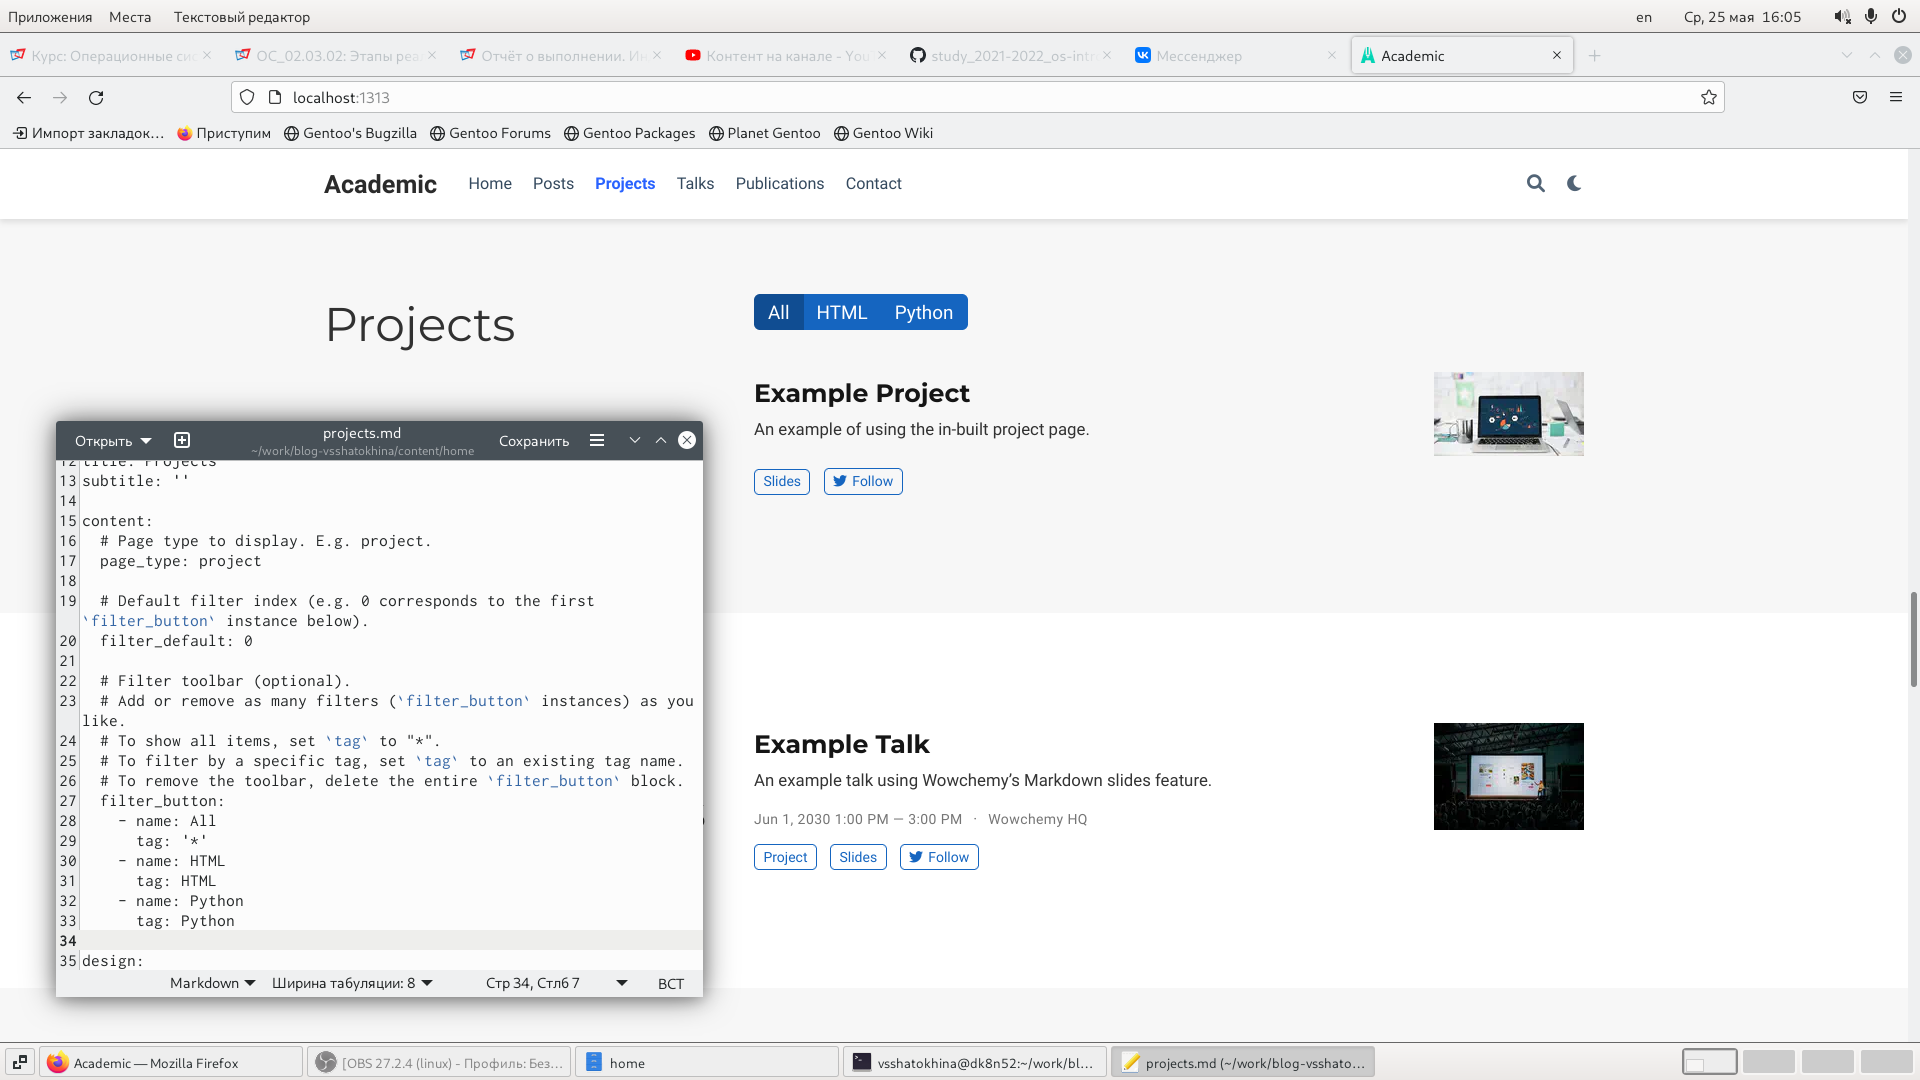 Приложения Места Текстовый редактор en Ср, 25 мая 16:05
Курс: Операционные сис ОС_02.03.02: Этапы реа Отчёт о выполнении. Ин Контент на канале - You study_2021-2022_os-intr Мессенджер Academic
localhost:1313
Импорт закладок… Приступим Gentoo's Bugzilla Gentoo Forums Gentoo Packages Planet Gentoo Gentoo Wiki
Academic Home Posts Projects Talks Publications Contact
Projects
All HTML Python
Example Project
An example of using the in-built project page.
Slides Follow
Example Talk
An example talk using Wowchemy’s Markdown slides feature.
Jun 1, 2030 1:00 PM — 3:00 PM · Wowchemy HQ
Project Slides Follow
Открыть projects.md Сохранить
~/work/blog-vsshatokhina/content/home
12 title: Projects
13 subtitle: ''
14
15 content:
16 # Page type to display. E.g. project.
17 page_type: project
18
19 # Default filter index (e.g. 0 corresponds to the first
`filter_button` instance below).
20 filter_default: 0
21
22 # Filter toolbar (optional).
23 # Add or remove as many filters (`filter_button` instances) as you
like.
24 # To show all items, set `tag` to "*".
25 # To filter by a specific tag, set `tag` to an existing tag name.
26 # To remove the toolbar, delete the entire `filter_button` block.
27 filter_button:
28 - name: All
29 tag: '*'
30 - name: HTML
31 tag: HTML
32 - name: Python
33 tag: Python
34
35 design:
Markdown Ширина табуляции: 8 Стр 34, Стлб 7 ВСТ
Academic — Mozilla Firefox [OBS 27.2.4 (linux) - Профиль: Без… home vsshatokhina@dk8n52:~/work/bl… projects.md (~/work/blog-vsshato…